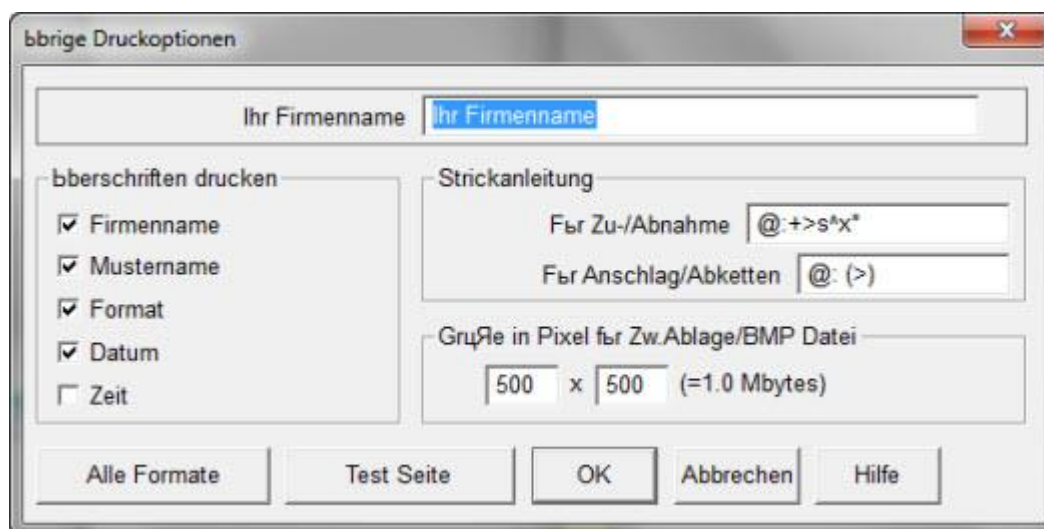 Ьbrige Druckoptionen
Ihr Firmenname Ihr Firmenname
Ьberschriften drucken
Firmenname
Mustername
Format
Datum
Zeit
Strickanleitung
Fьr Zu-/Abnahme @:+>s^x*
Fьr Anschlag/Abketten @: (>)
GrцЯe in Pixel fьr Zw.Ablage/BMP Datei
500 x 500 (=1.0 Mbytes)
Alle Formate Test Seite OK Abbrechen Hilfe